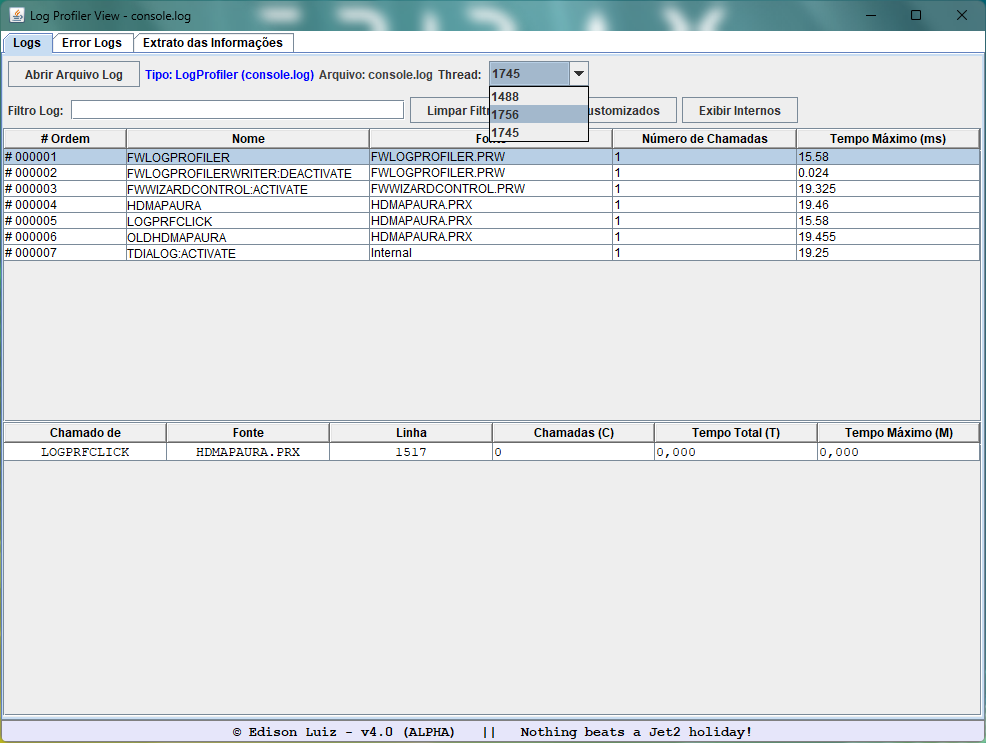 Log Profiler View - console.log
Logs Error Logs Extrato das Informações
Abrir Arquivo Log Tipo: LogProfiler (console.log) Arquivo: console.log Thread: 1745
1488
1756
1745
Filtro Log: Limpar Exibir Internos
# Ordem Nome Número de Chamadas Tempo Máximo (ms)
# 000001 FWLOGPROFILER FWLOGPROFILER.PRW 1 15.58
# 000002 FWLOGPROFILERWRITER:DEACTIVATE FWLOGPROFILER.PRW 1 0.024
# 000003 FWWIZARDCONTROL:ACTIVATE FWWIZARDCONTROL.PRW 1 19.325
# 000004 HDMAPAURA HDMAPAURA.PRX 1 19.46
# 000005 LOGPRFCLICK HDMAPAURA.PRX 1 15.58
# 000006 OLDHDMAPAURA HDMAPAURA.PRX 1 19.455
# 000007 TDIALOG:ACTIVATE Internal 1 19.25
Chamado de Fonte Linha Chamadas (C) Tempo Total (T) Tempo Máximo (M)
LOGPRFCLICK HDMAPAURA.PRX 1517 0 0,000 0,000
© Edison Luiz - v4.0 (ALPHA) || Nothing beats a Jet2 holiday!